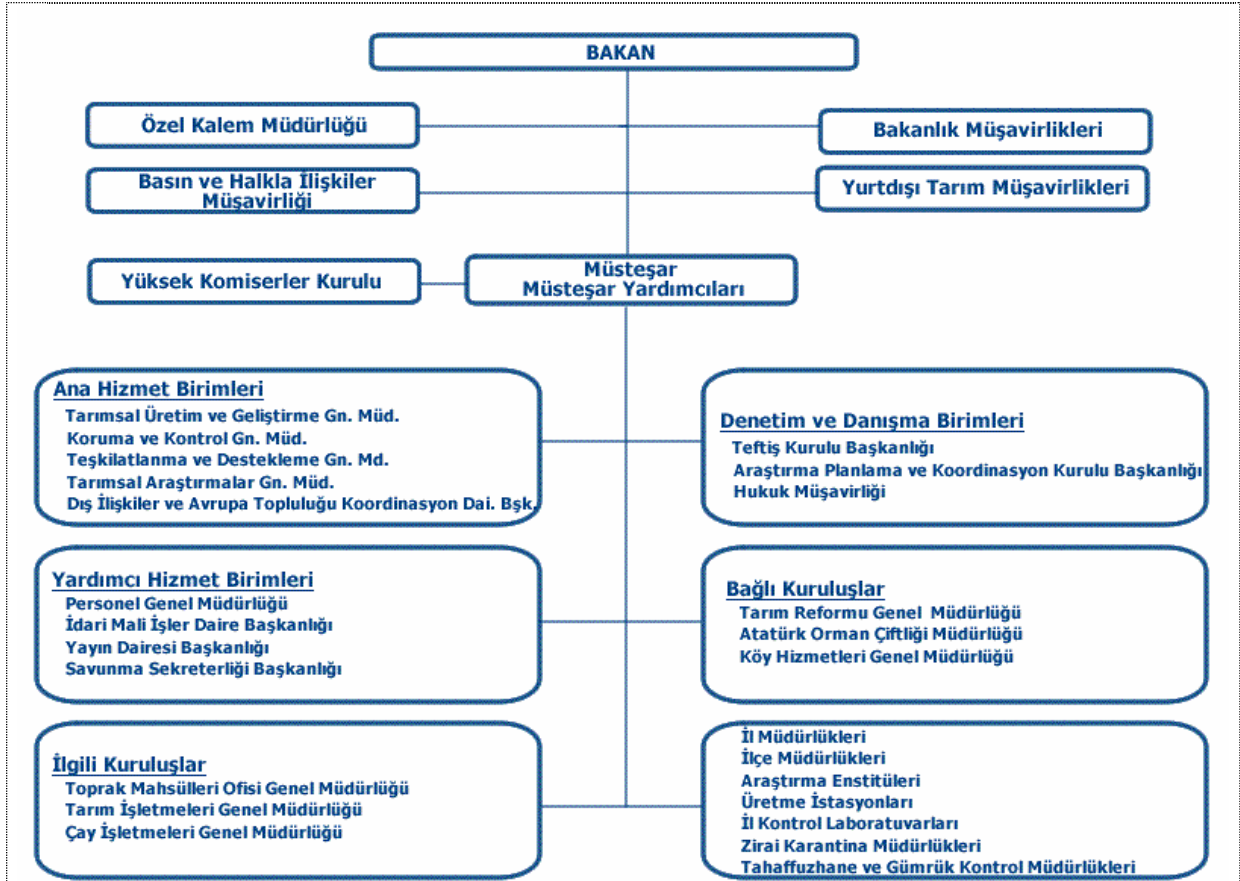 BAKAN
Özel Kalem Müdürlüğü
Bakanlık Müşavirlikleri
Basın ve Halkla İlişkiler
Müşavirliği
Yurtdışı Tarım Müşavirlikleri
Yüksek Komiserler Kurulu
Müsteşar
Müsteşar Yardımcıları
Ana Hizmet Birimleri
Tarımsal Üretim ve Geliştirme Gn. Müd.
Koruma ve Kontrol Gn. Müd.
Teşkilatlanma ve Destekleme Gn. Md.
Tarımsal Araştırmalar Gn. Müd.
Dış İlişkiler ve Avrupa Topluluğu Koordinasyon Dai. Bşk.
Denetim ve Danışma Birimleri
Teftiş Kurulu Başkanlığı
Araştırma Planlama ve Koordinasyon Kurulu Başkanlığı
Hukuk Müşavirliği
Yardımcı Hizmet Birimleri
Personel Genel Müdürlüğü
İdari Mali İşler Daire Başkanlığı
Yayın Dairesi Başkanlığı
Savunma Sekreterliği Başkanlığı
Bağlı Kuruluşlar
Tarım Reformu Genel Müdürlüğü
Atatürk Orman Çiftliği Müdürlüğü
Köy Hizmetleri Genel Müdürlüğü
İlgili Kuruluşlar
Toprak Mahsülleri Ofisi Genel Müdürlüğü
Tarım İşletmeleri Genel Müdürlüğü
Çay İşletmeleri Genel Müdürlüğü
İl Müdürlükleri
İlçe Müdürlükleri
Araştırma Enstitüleri
Üretme İstasyonları
İl Kontrol Laboratuvarları
Zirai Karantina Müdürlükleri
Tahaffuzhane ve Gümrük Kontrol Müdürlükleri